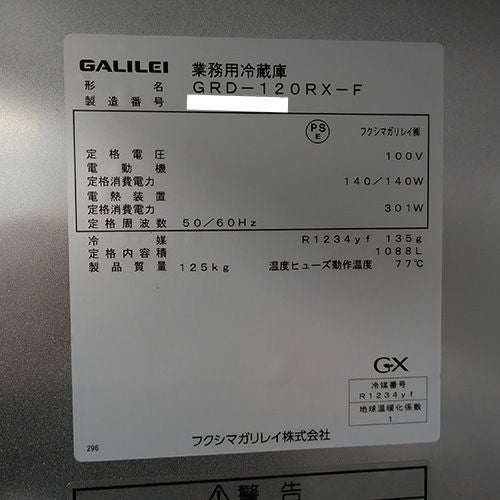 GALILEI 業務用冷蔵庫
形名 GRD-120RX-F
製造番号
PS E フクシマガリレイ㈱
定格電圧 100V
電動機
定格消費電力 140/140W
電熱装置
定格消費電力 301W
定格周波数 50/60Hz
冷媒 R1234yf 135g
定格内容積 1088L
製品質量 125kg 温度ヒューズ動作温度 77℃
GX
冷媒番号
R1234yf
地球温暖化係数
1
フクシマガリレイ株式会社
296
警告